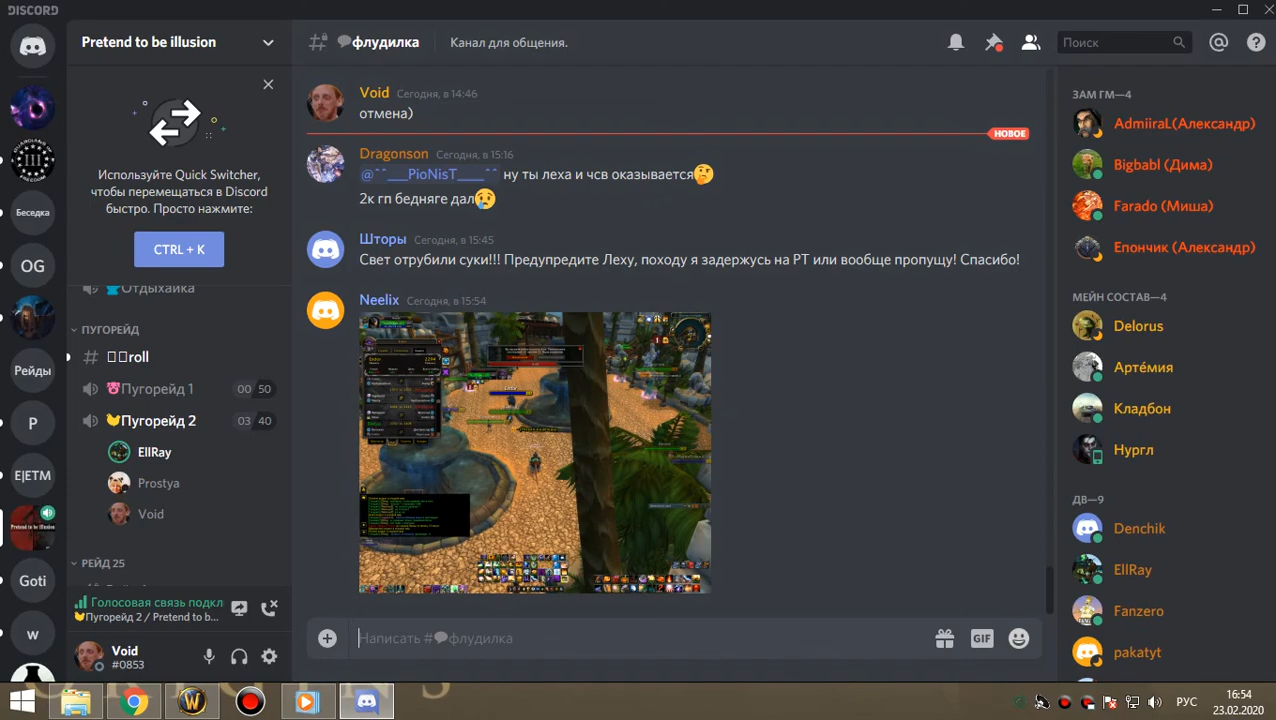 DISCORD
Pretend to be illusion
флудилка
Канал для общения.
Поиск
Используйте Quick Switcher,
чтобы перемещаться в Discord
быстро. Просто нажмите:
CTRL + K
Отдыхайка
ПУГОРЕЙД
roll
Пугорейд 1
00 50
Пугорейд 2
03 40
EllRay
Prostya
Void
РЕЙД 25
Голосовая связь подкл
Пугорейд 2 / Pretend to b...
Void
#0853
III
Беседка
OG
Рейды
P
E|ETM
Pretend to be illusion
Goti
w
Void Сегодня, в 14:46
отмена)
НОВОЕ
Dragonson Сегодня, в 15:16
@^^___PioNisT____^^ ну ты леха и чсв оказывается🤔
2к гп бедняге дал😢
Шторы Сегодня, в 15:45
Свет отрубили суки!!! Предупредите Леху, походу я задержусь на РТ или вообще пропущу! Спасибо!
Neelix Сегодня, в 15:54
Написать #💬флудилка
GIF
ЗАМ ГМ—4
AdmiiraL(Александр)
Bigbabl (Дима)
Farado (Миша)
Епончик (Александр)
МЕЙН СОСТАВ—4
Delorus
Артёмия
Кладбон
Нургл
ДВ—9
Denchik
EllRay
Fanzero
pakatyt
РУС
16:54
23.02.2020